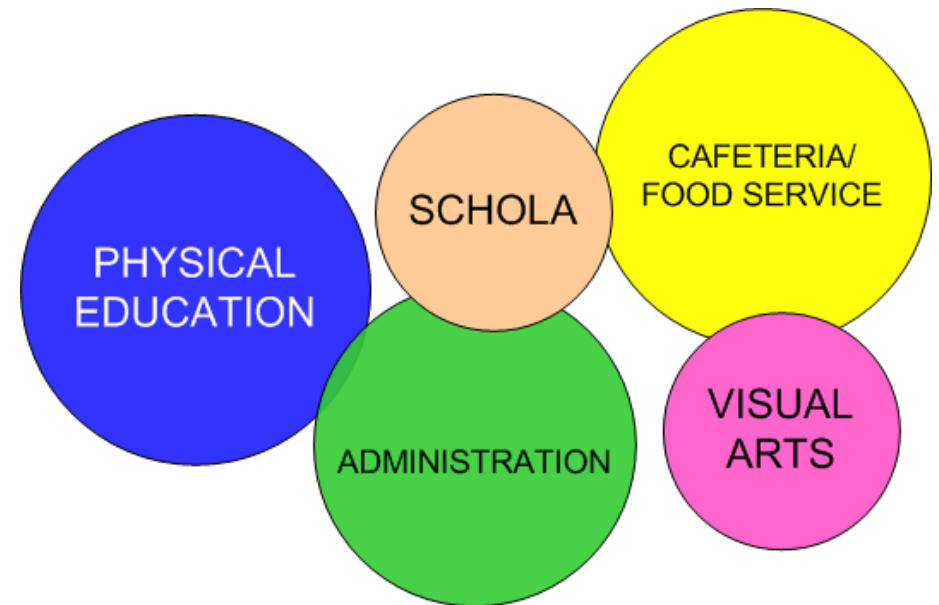 PHYSICAL
EDUCATION
SCHOLA
CAFETERIA/
FOOD SERVICE
ADMINISTRATION
VISUAL
ARTS